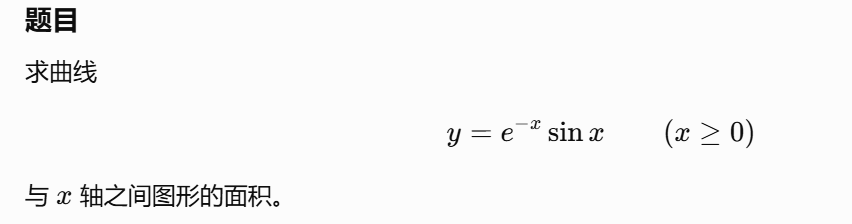 题目
求曲线
y = e^{-x} sin x  (x ≥ 0)
与 x 轴之间图形的面积。